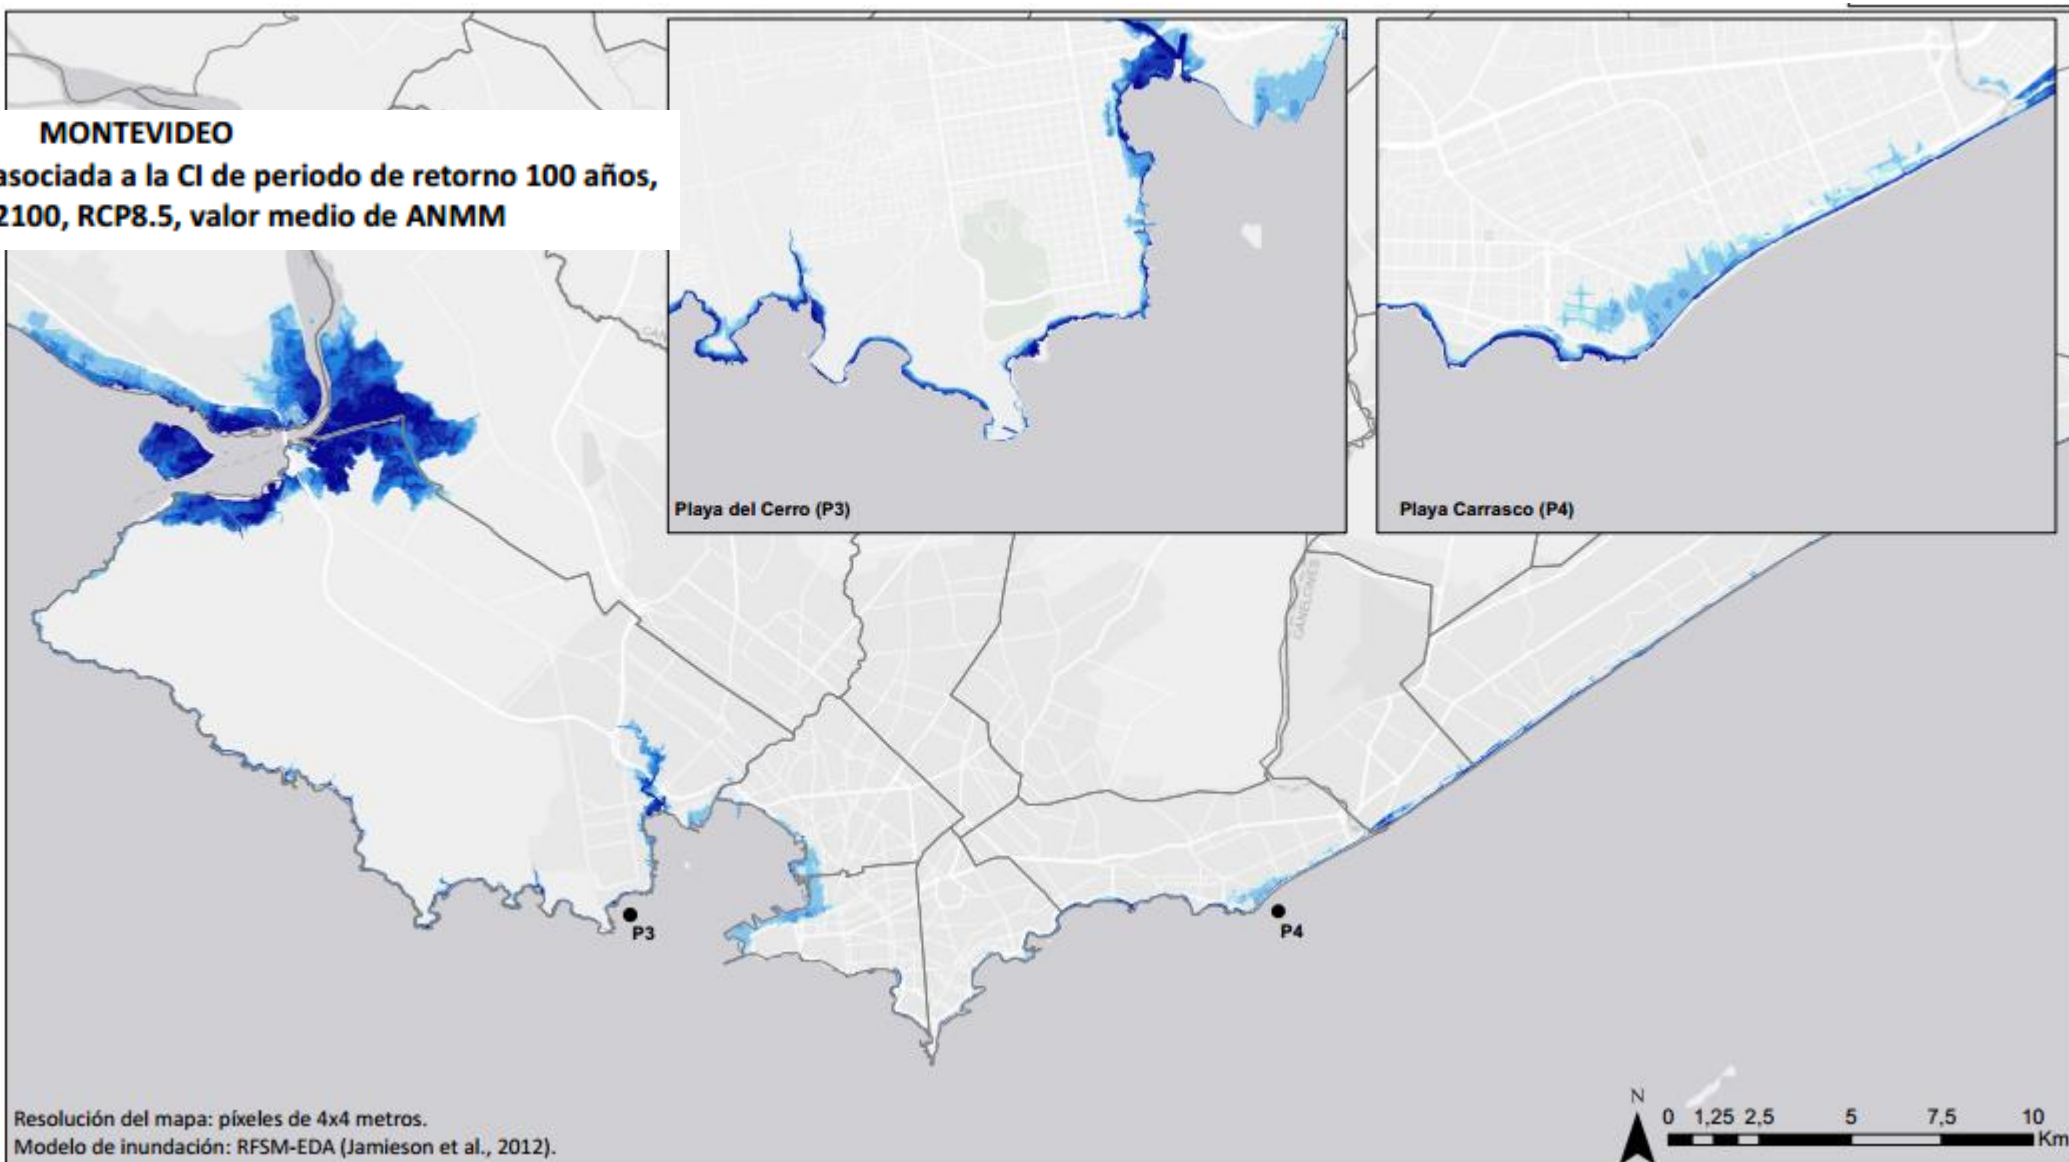 MONTEVIDEO
asociada a la CI de periodo de retorno 100 años,
2100, RCP8.5, valor medio de ANMM
Playa del Cerro (P3)
Playa Carrasco (P4)
CANELONES
P3
P4
N
0 1,25 2,5 5 7,5 10
Km
Resolución del mapa: píxeles de 4x4 metros.
Modelo de inundación: RFSM-EDA (Jamieson et al., 2012).